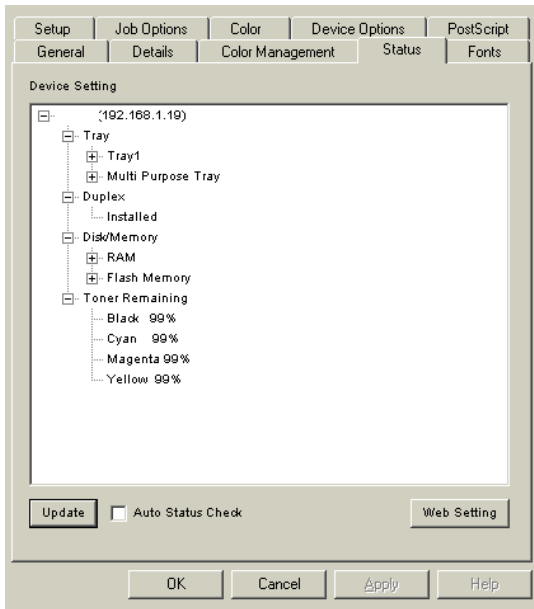 Setup Job Options Color Device Options PostScript
General Details Color Management Status Fonts
Device Setting
(192.168.1.19)
Tray
Tray1
Multi Purpose Tray
Duplex
Installed
Disk/Memory
RAM
Flash Memory
Toner Remaining
Black 99%
Cyan 99%
Magenta 99%
Yellow 99%
Update Auto Status Check Web Setting
OK Cancel Apply Help